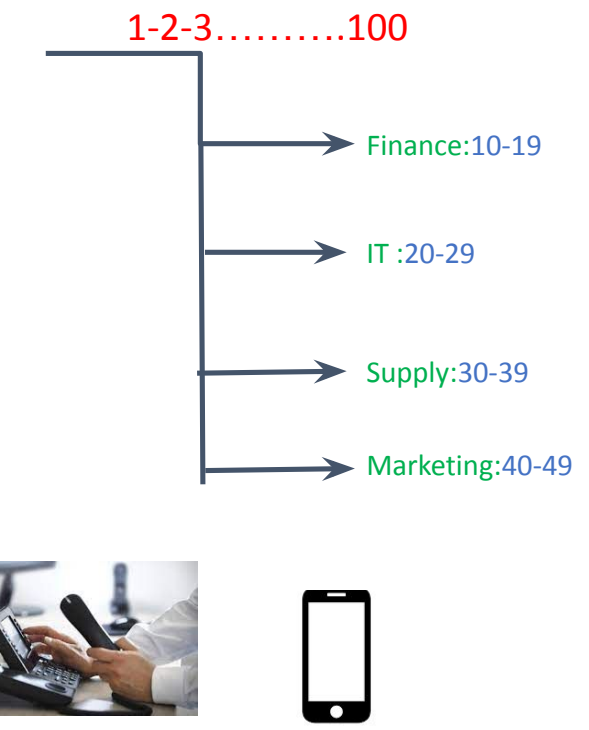 1-2-3……….100
Finance:10-19
IT :20-29
Supply:30-39
Marketing:40-49